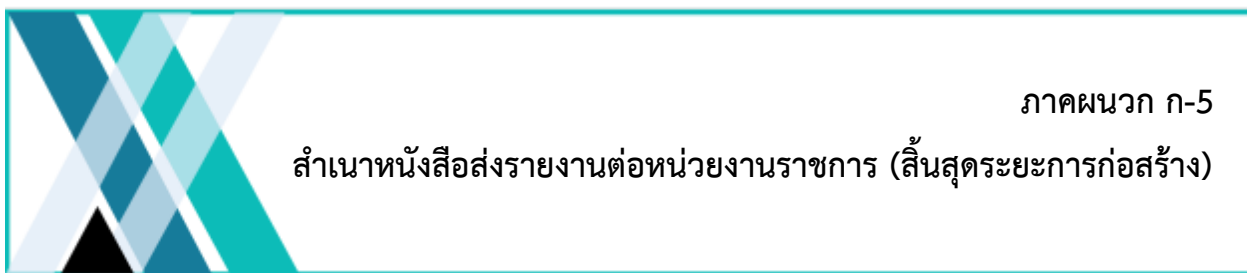 ภาคผนวก ก-5
สำเนาหนังสือส่งรายงานต่อหน่วยงานราชการ (สิ้นสุดระยะการก่อสร้าง)